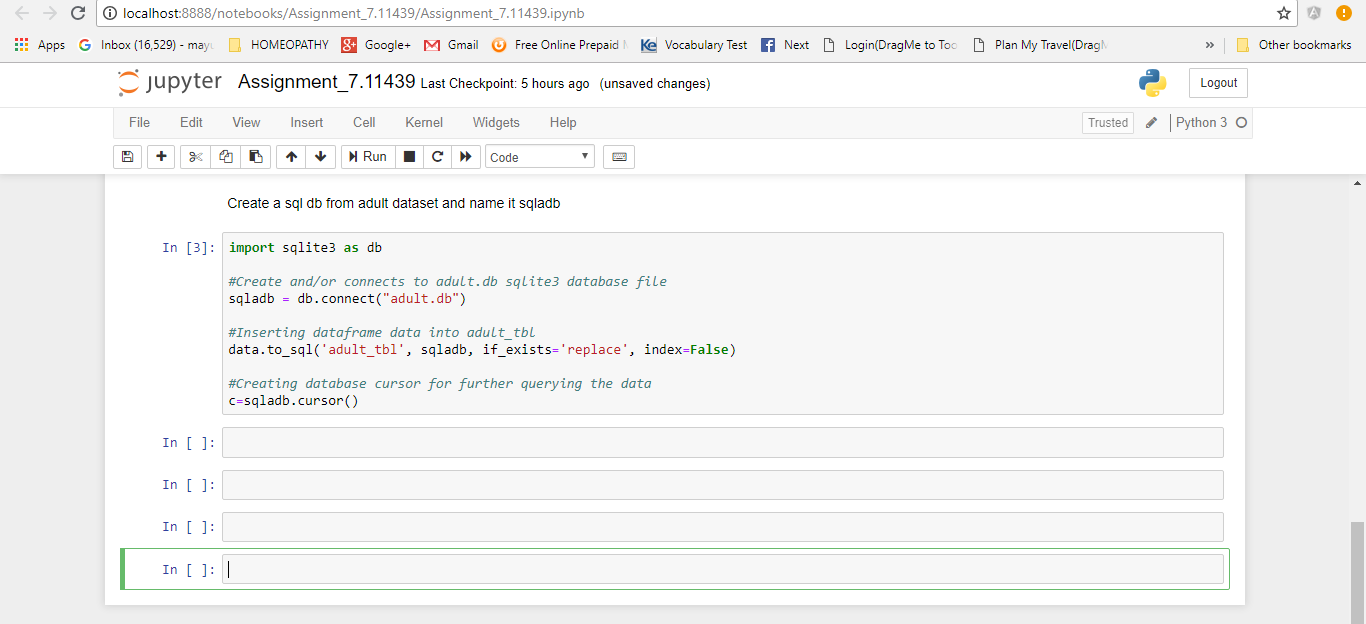 localhost:8888/notebooks/Assignment_7.11439/Assignment_7.11439.ipynb
Apps Inbox (16,529) - HOMEOPATHY Google+ Gmail Free Online Prepaid Vocabulary Test Next Login(DragMe to Plan My Travel( » Other bookmarks
jupyter Assignment_7.11439 Last Checkpoint: 5 hours ago (unsaved changes) Logout
File Edit View Insert Cell Kernel Widgets Help Trusted Python 3
Run Code
Create a sql db from adult dataset and name it sqladb
In [3]: import sqlite3 as db
#Create and/or connects to adult.db sqlite3 database file
sqladb = db.connect("adult.db")
#Inserting dataframe data into adult_tbl
data.to_sql('adult_tbl', sqladb, if_exists='replace', index=False)
#Creating database cursor for further querying the data
c=sqladb.cursor()
In [ ]:
In [ ]:
In [ ]:
In [ ]: